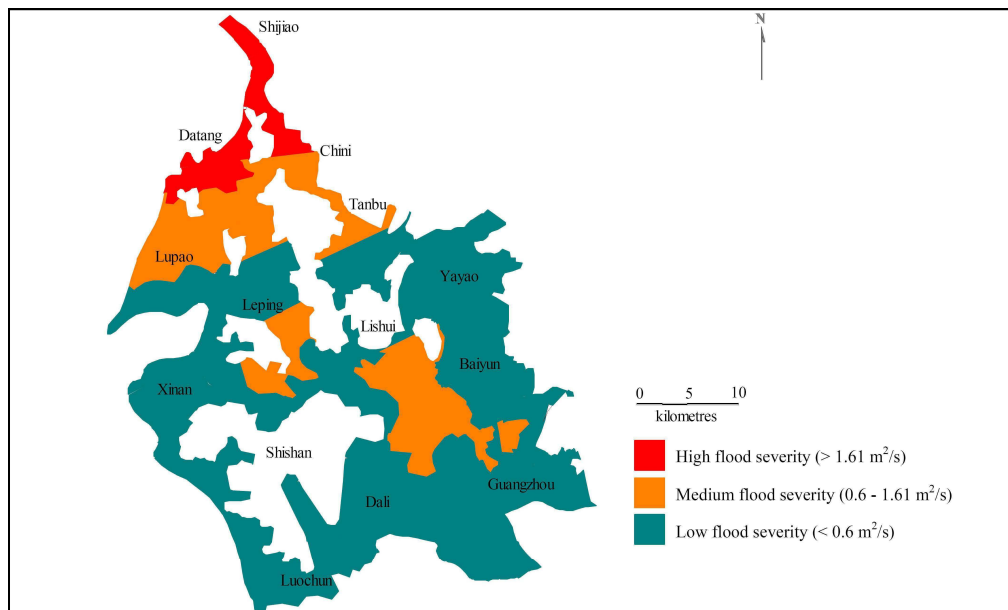 Shijiao
N
Datang
Chini
Tanbu
Lupao
Yayao
Leping
Lishui
Baiyun
Xinan
0 5 10
kilometres
Shishan
High flood severity (> 1.61 m²/s)
Guangzhou
Medium flood severity (0.6 - 1.61 m²/s)
Dali
Low flood severity (< 0.6 m²/s)
Luochun